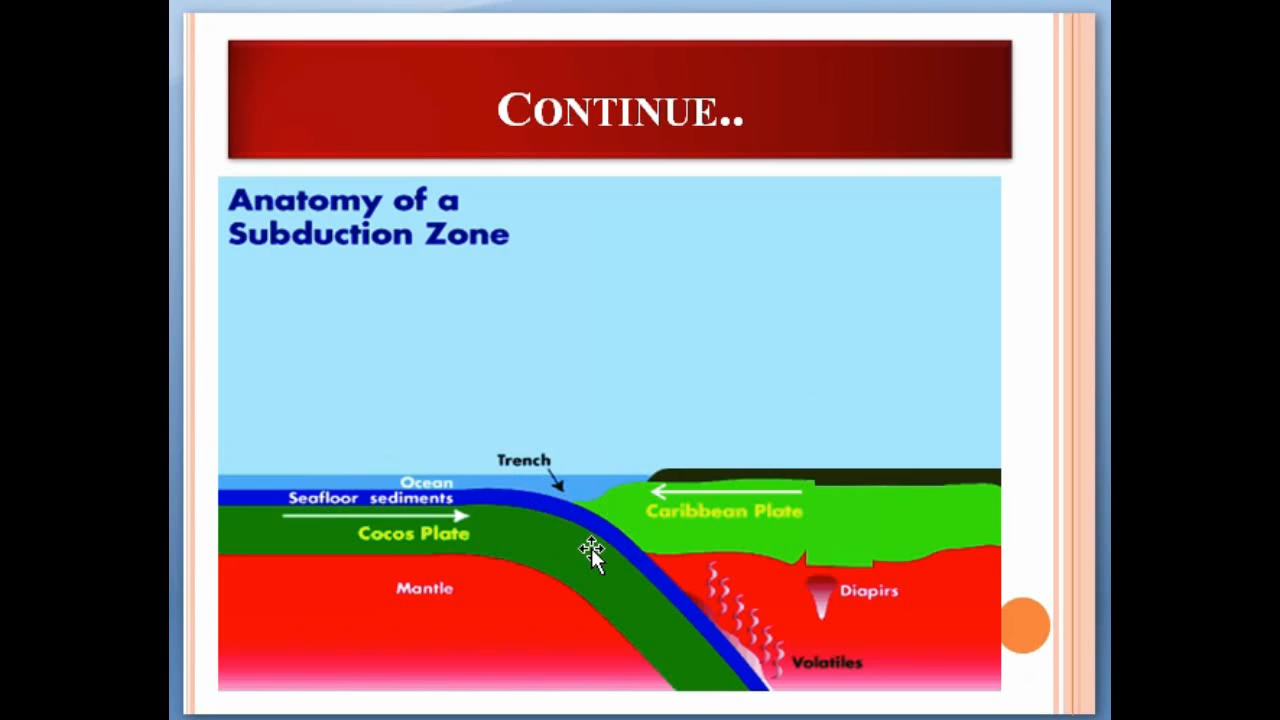 CONTINUE..
Anatomy of a
Subduction Zone
Trench
Ocean
Seafloor sediments
Cocos Plate
Caribbean Plate
Mantle
Diapirs
Volatiles